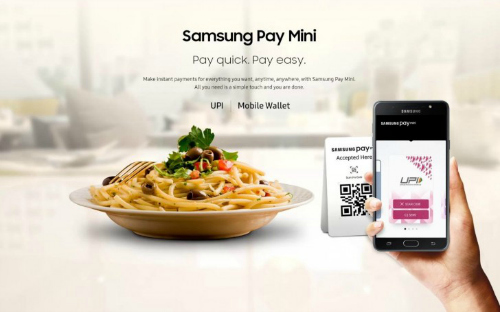 Samsung Pay Mini
Pay quick. Pay easy.
Make instant payments for everything you want, anytime, anywhere, with Samsung Pay Mini.
All you need is a simple touch and you are done.
UPI | Mobile Wallet
SAMSUNG pay
Accepted Here
SAMSUNG
SAMSUNG pay
UPI